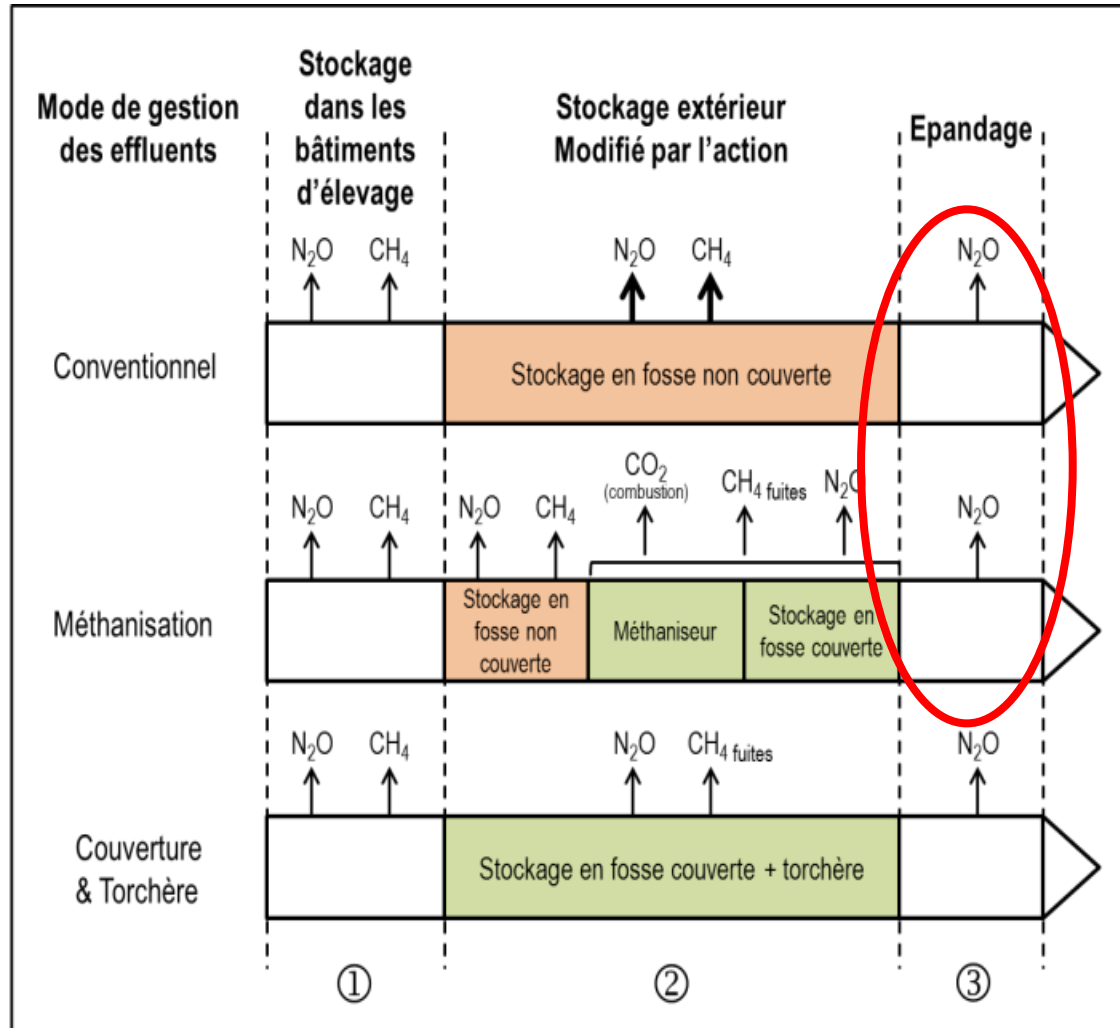 Mode de gestion
des effluents
Stockage
dans les
bâtiments
d'élevage
Stockage extérieur
Modifié par l'action
Epandage
N₂O CH₄ N₂O CH₄ N₂O
Conventionnel
Stockage en fosse non couverte
N₂O CH₄ N₂O CH₄ CO₂ CH₄ fuites N₂O N₂O
(combustion)
Méthanisation
Stockage en
fosse non
couverte
Méthaniseur
Stockage en
fosse couverte
N₂O CH₄ N₂O CH₄ fuites N₂O
Couverture
& Torchère
Stockage en fosse couverte + torchère
① ② ③